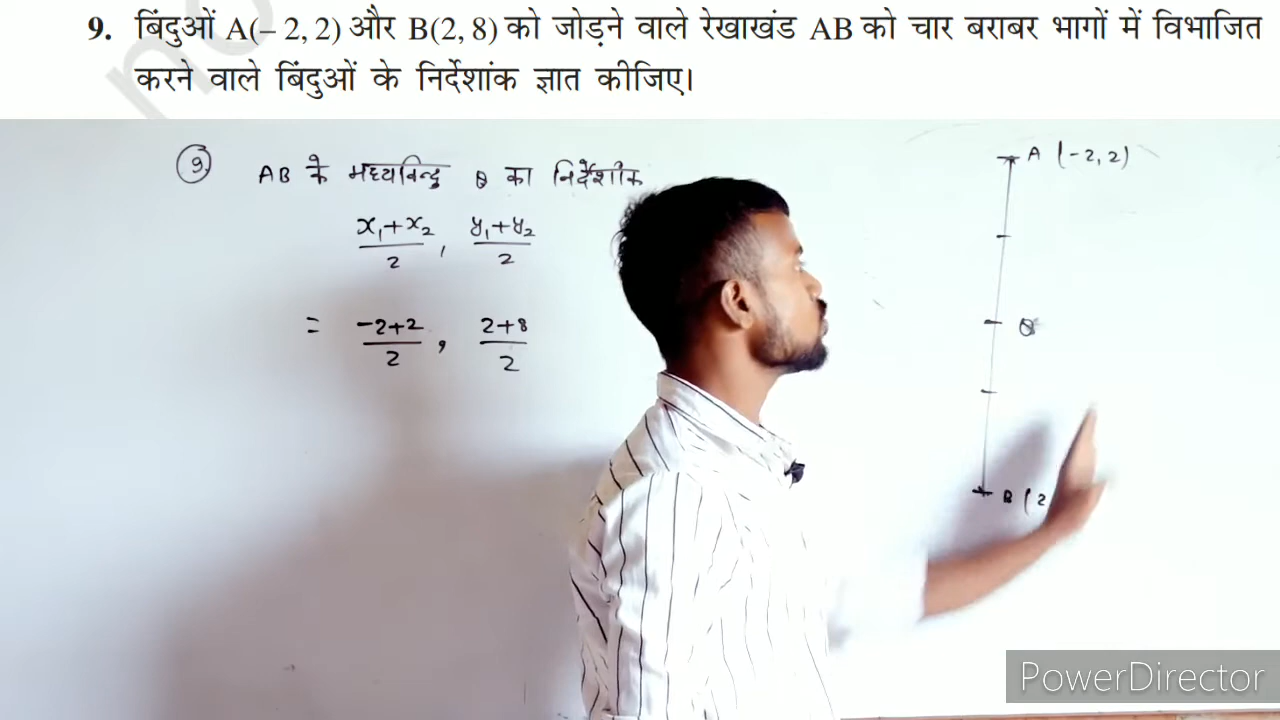 9. बिंदुओं A(– 2, 2) और B(2, 8) को जोड़ने वाले रेखाखंड AB को चार बराबर भागों में विभाजित
करने वाले बिंदुओं के निर्देशांक ज्ञात कीजिए।
9. AB के मध्यबिन्दु Q का निर्देशांक
x₁+x₂/2 , y₁+y₂/2
= -2+2/2 , 2+8/2
A (-2, 2)
Q
B (2
PowerDirector